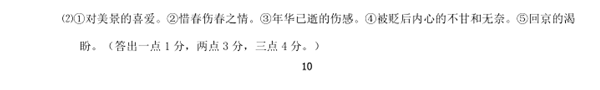 ⑵①对美景的喜爱。②惜春伤春之情。③年华已逝的伤感。④被贬后内心的不甘和无奈。⑤回京的渴
盼。（答出一点 1 分，两点 3 分，三点 4 分。）
10